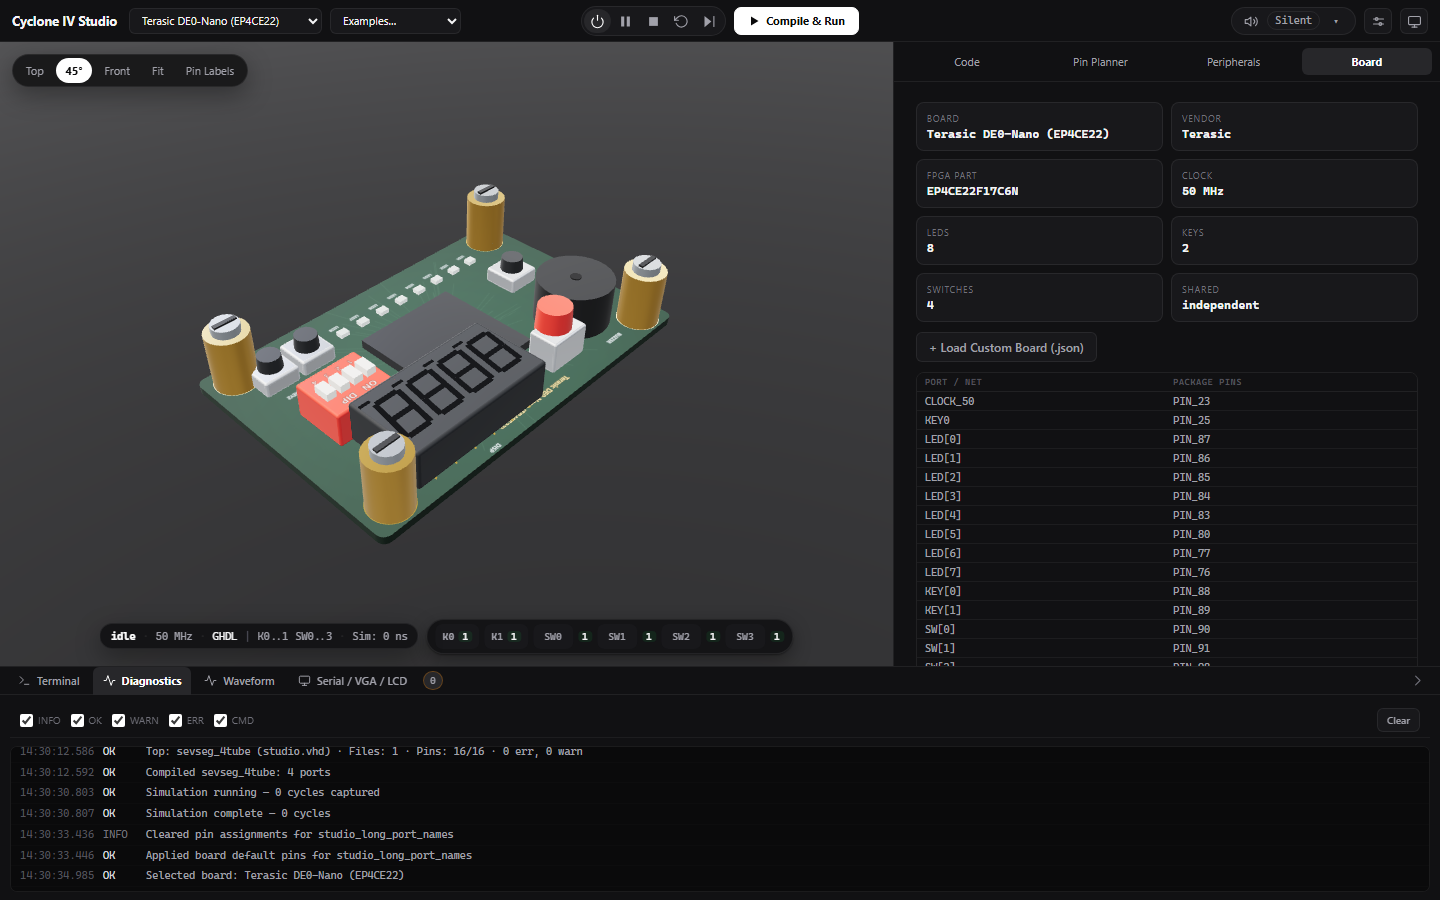 Cyclone IV Studio
Terasic DE0-Nano (EP4CE22)
Examples...
Compile & Run
Silent
Top
45°
Front
Fit
Pin Labels
Code
Pin Planner
Peripherals
Board
BOARD
Terasic DE0-Nano (EP4CE22)
VENDOR
Terasic
FPGA PART
EP4CE22F17C6N
CLOCK
50 MHz
LEDS
8
KEYS
2
SWITCHES
4
SHARED
independent
+ Load Custom Board (.json)
PORT / NET PACKAGE PINS
CLOCK_50 PIN_23
KEY0 PIN_25
LED[0] PIN_87
LED[1] PIN_86
LED[2] PIN_85
LED[3] PIN_84
LED[4] PIN_83
LED[5] PIN_80
LED[6] PIN_77
LED[7] PIN_76
KEY[0] PIN_88
KEY[1] PIN_89
SW[0] PIN_90
SW[1] PIN_91
ON
DIP
idle · 50 MHz · GHDL | K0..1 SW0..3 · Sim: 0 ns
K0 1 K1 1 SW0 1 SW1 1 SW2 1 SW3 1
Terminal
Diagnostics
Waveform
Serial / VGA / LCD
0
INFO
OK
WARN
ERR
CMD
Clear
14:30:12.586 OK Top: sevseg_4tube (studio.vhd) · Files: 1 · Pins: 16/16 · 0 err, 0 warn
14:30:12.592 OK Compiled sevseg_4tube: 4 ports
14:30:30.803 OK Simulation running — 0 cycles captured
14:30:30.807 OK Simulation complete — 0 cycles
14:30:33.436 INFO Cleared pin assignments for studio_long_port_names
14:30:33.446 OK Applied board default pins for studio_long_port_names
14:30:34.985 OK Selected board: Terasic DE0-Nano (EP4CE22)